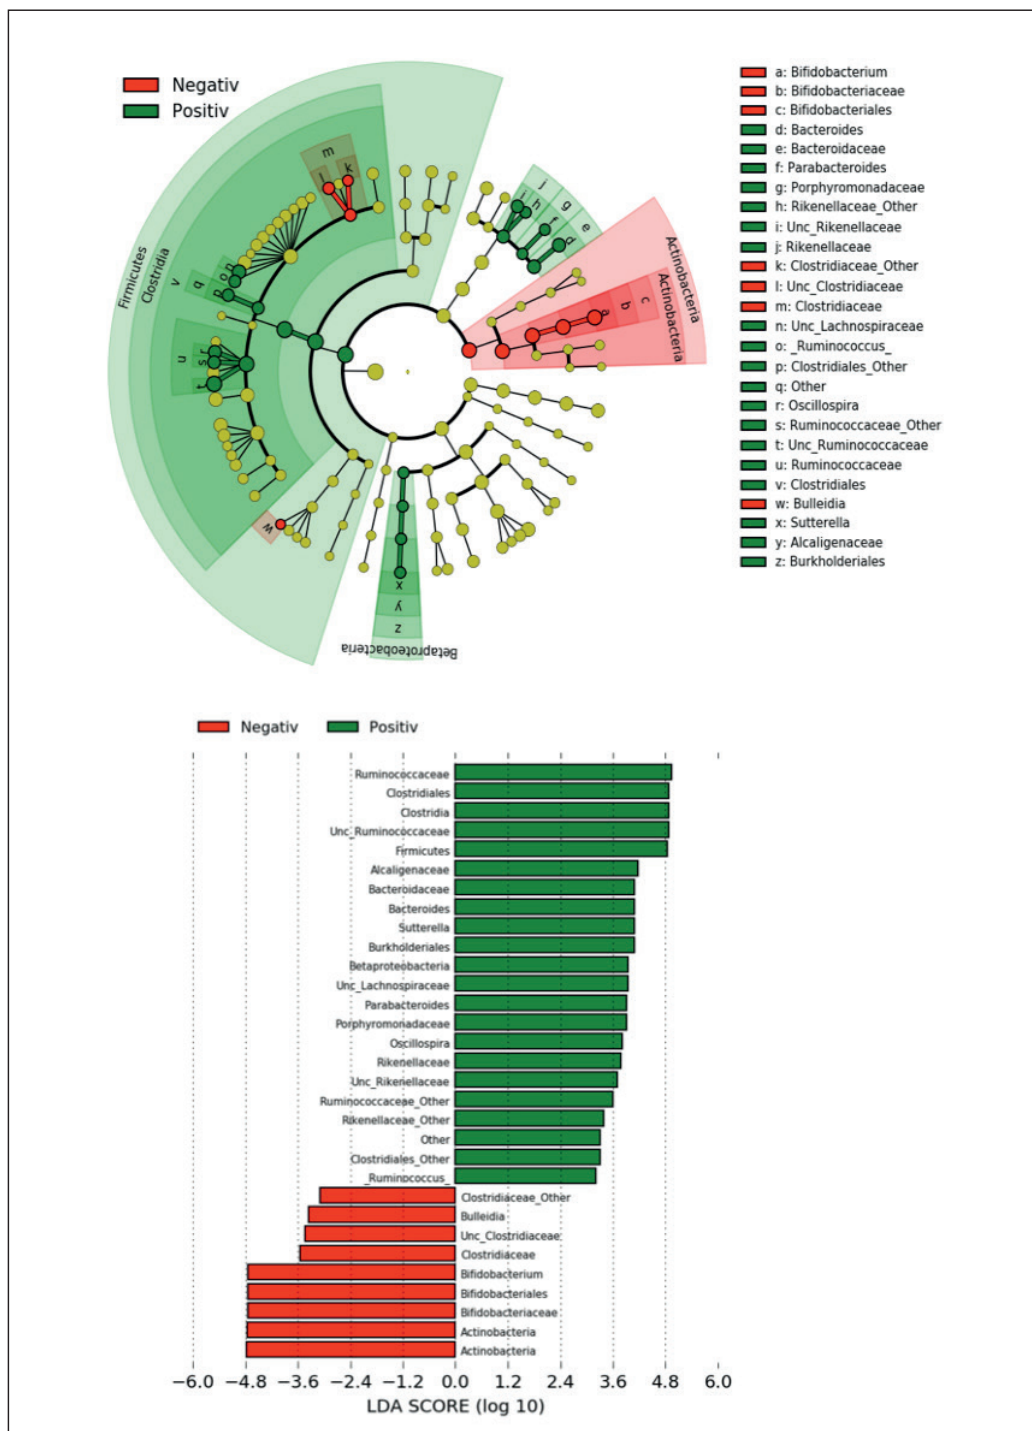 Negativ
Positiv
a: Bifidobacterium
b: Bifidobacteriaceae
c: Bifidobacteriales
d: Bacteroides
e: Bacteroidaceae
f: Parabacteroides
g: Porphyromonadaceae
h: Rikenellaceae_Other
i: Unc_Rikenellaceae
j: Rikenellaceae
k: Clostridiaceae_Other
l: Unc_Clostridiaceae
m: Clostridiaceae
n: Unc_Lachnospiraceae
o: _Ruminococcus_
p: Clostridiales_Other
q: Other
r: Oscillospira
s: Ruminococcaceae_Other
t: Unc_Ruminococcaceae
u: Ruminococcaceae
v: Clostridiales
w: Bulleidia
x: Sutterella
y: Alcaligenaceae
z: Burkholderiales
Firmicutes
Clostridia
v
q
p
o
n
m
l
k
u
s
r
t
w
j
i
h
g
f
e
d
Actinobacteria
Actinobacteria
c
b
a
x
y
z
Betaproteobacteria
Negativ
Positiv
Ruminococcaceae
Clostridiales
Clostridia
Unc_Ruminococcaceae
Firmicutes
Alcaligenaceae
Bacteroidaceae
Bacteroides
Sutterella
Burkholderiales
Betaproteobacteria
Unc_Lachnospiraceae
Parabacteroides
Porphyromonadaceae
Oscillospira
Rikenellaceae
Unc_Rikenellaceae
Ruminococcaceae_Other
Rikenellaceae_Other
Other
Clostridiales_Other
_Ruminococcus_
Clostridiaceae_Other
Bulleidia
Unc_Clostridiaceae
Clostridiaceae
Bifidobacterium
Bifidobacteriales
Bifidobacteriaceae
Actinobacteria
Actinobacteria
−6.0 −4.8 −3.6 −2.4 −1.2 0.0 1.2 2.4 3.6 4.8 6.0
LDA SCORE (log 10)